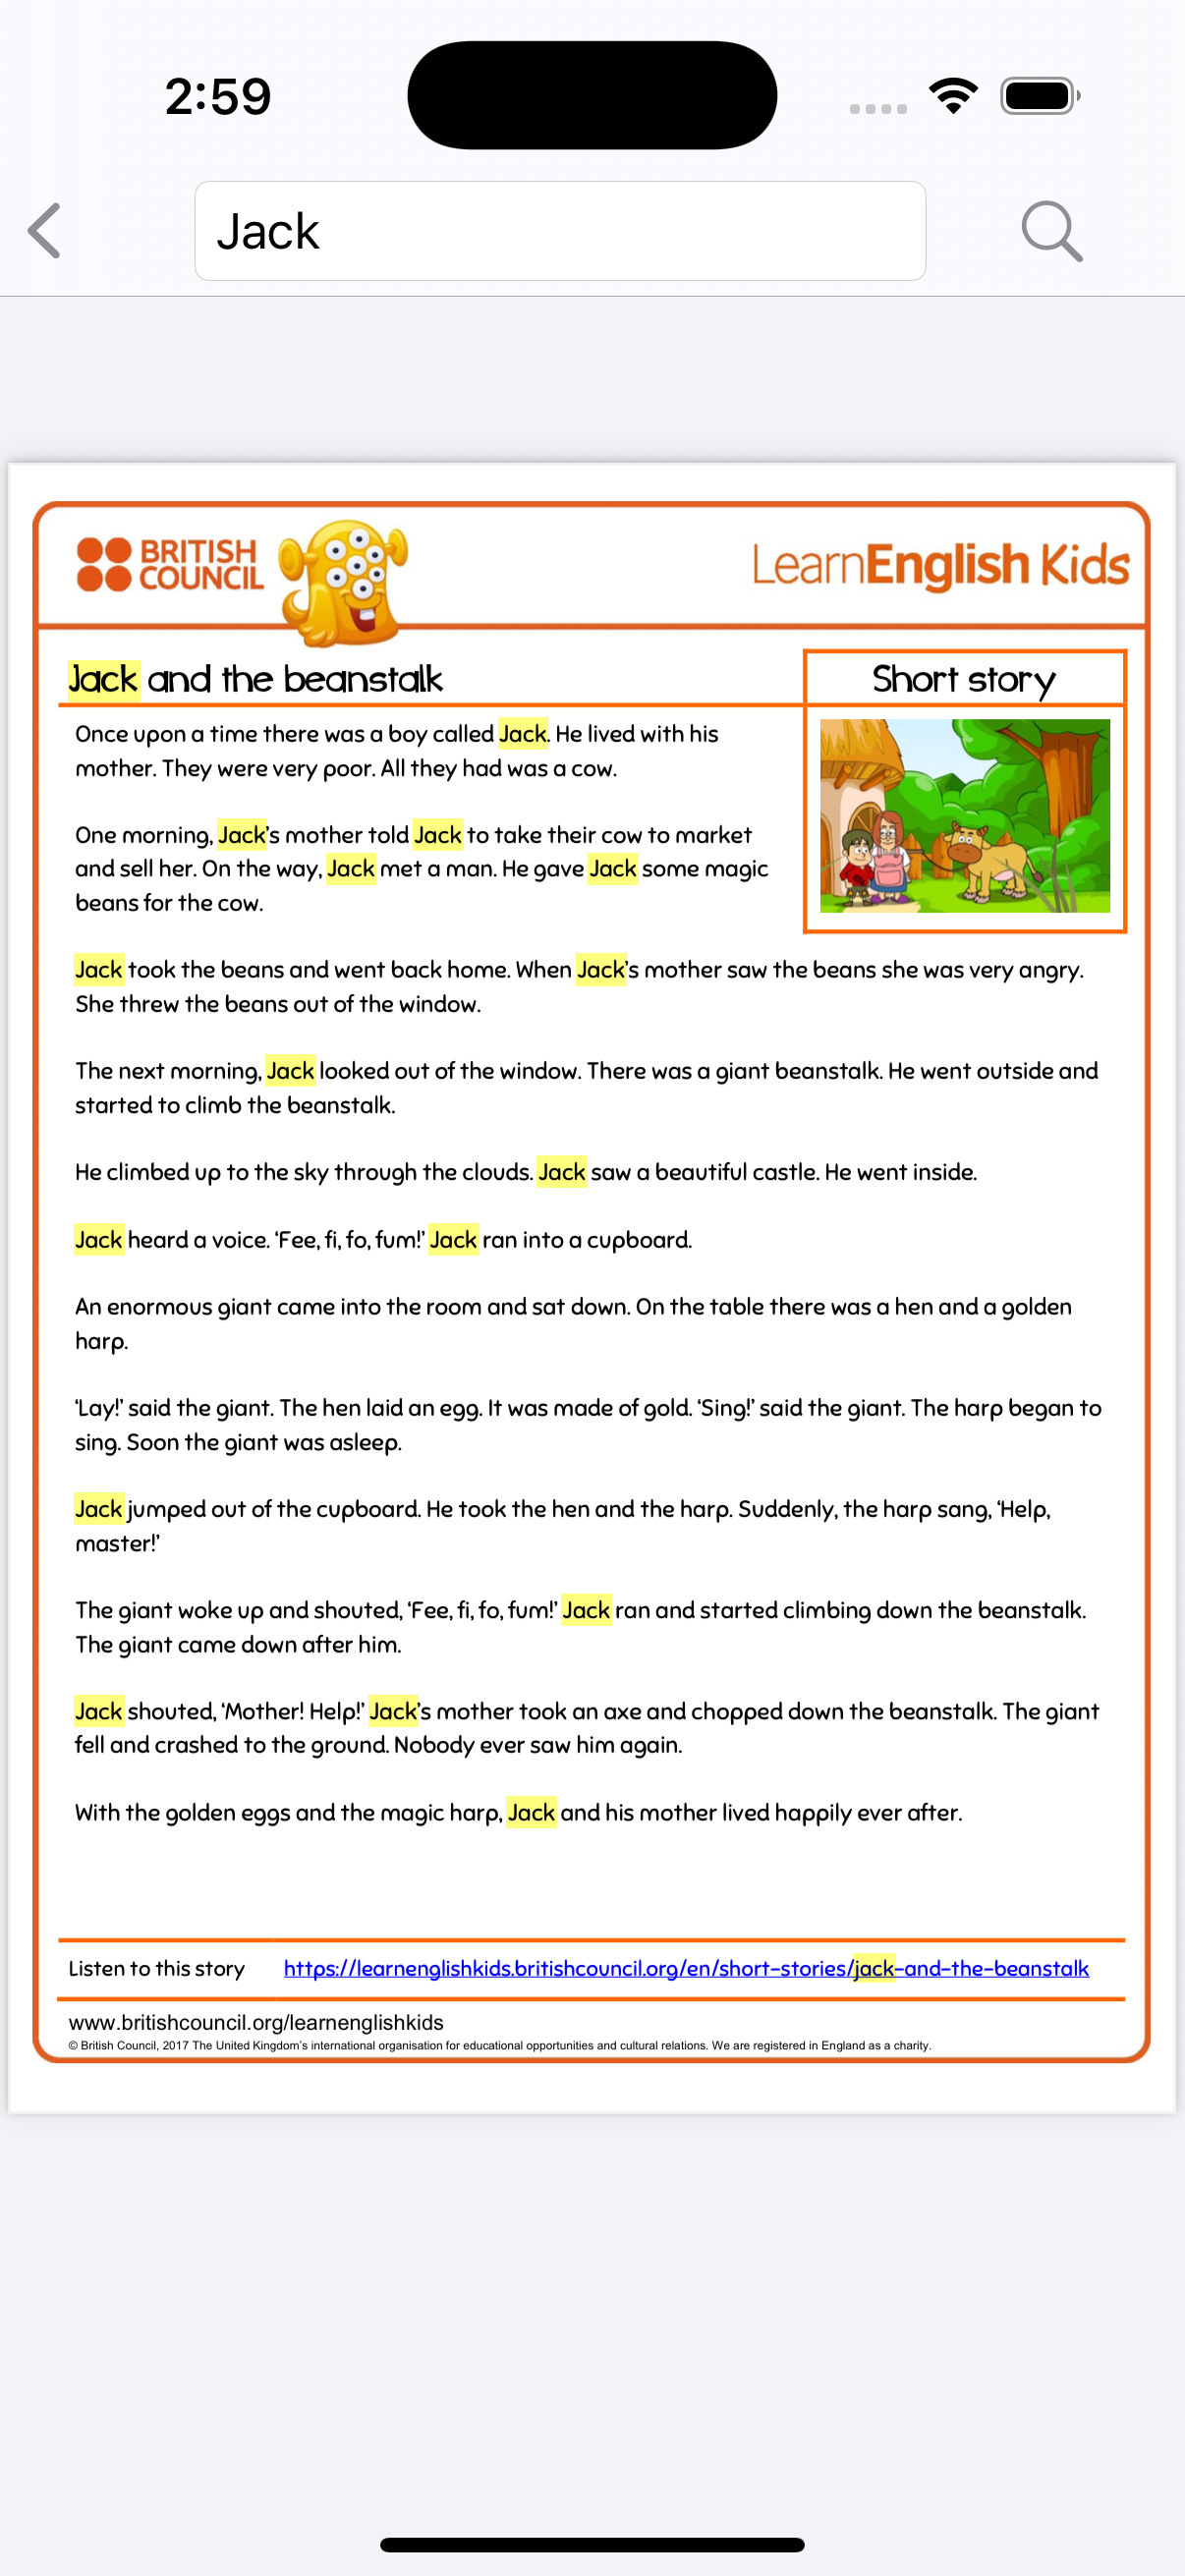 2:59
Jack
BRITISH
COUNCIL
LearnEnglish Kids
Jack and the beanstalk
Short story
Once upon a time there was a boy called Jack. He lived with his
mother. They were very poor. All they had was a cow.
One morning, Jack’s mother told Jack to take their cow to market
and sell her. On the way, Jack met a man. He gave Jack some magic
beans for the cow.
Jack took the beans and went back home. When Jack’s mother saw the beans she was very angry.
She threw the beans out of the window.
The next morning, Jack looked out of the window. There was a giant beanstalk. He went outside and
started to climb the beanstalk.
He climbed up to the sky through the clouds. Jack saw a beautiful castle. He went inside.
Jack heard a voice. ‘Fee, fi, fo, fum!’ Jack ran into a cupboard.
An enormous giant came into the room and sat down. On the table there was a hen and a golden
harp.
‘Lay!’ said the giant. The hen laid an egg. It was made of gold. ‘Sing!’ said the giant. The harp began to
sing. Soon the giant was asleep.
Jack jumped out of the cupboard. He took the hen and the harp. Suddenly, the harp sang, ‘Help,
master!’
The giant woke up and shouted, ‘Fee, fi, fo, fum!’ Jack ran and started climbing down the beanstalk.
The giant came down after him.
Jack shouted, ‘Mother! Help!’ Jack’s mother took an axe and chopped down the beanstalk. The giant
fell and crashed to the ground. Nobody ever saw him again.
With the golden eggs and the magic harp, Jack and his mother lived happily ever after.
Listen to this story https://learnenglishkids.britishcouncil.org/en/short-stories/jack-and-the-beanstalk
www.britishcouncil.org/learnenglishkids
© British Council, 2017 The United Kingdom’s international organisation for educational opportunities and cultural relations. We are registered in England as a charity.